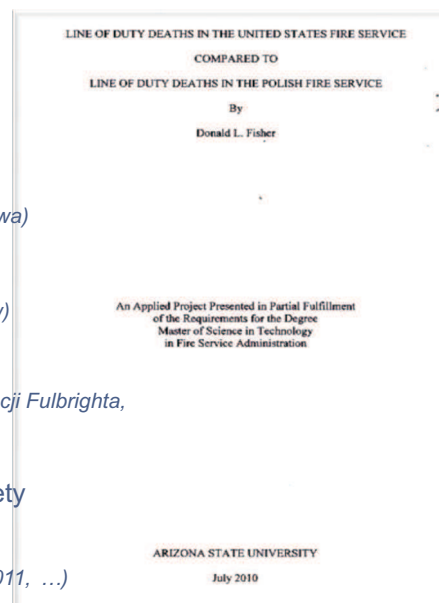 LINE OF DUTY DEATHS IN THE UNITED STATES FIRE SERVICE
COMPARED TO
LINE OF DUTY DEATHS IN THE POLISH FIRE SERVICE
By
Donald L. Fisher
wa)
An Applied Project Presented in Partial Fulfillment
of the Requirements for the Degree
Master of Science in Technology
in Fire Service Administration
cji Fulbrighta,
ety
ARIZONA STATE UNIVERSITY
011, …)
July 2010